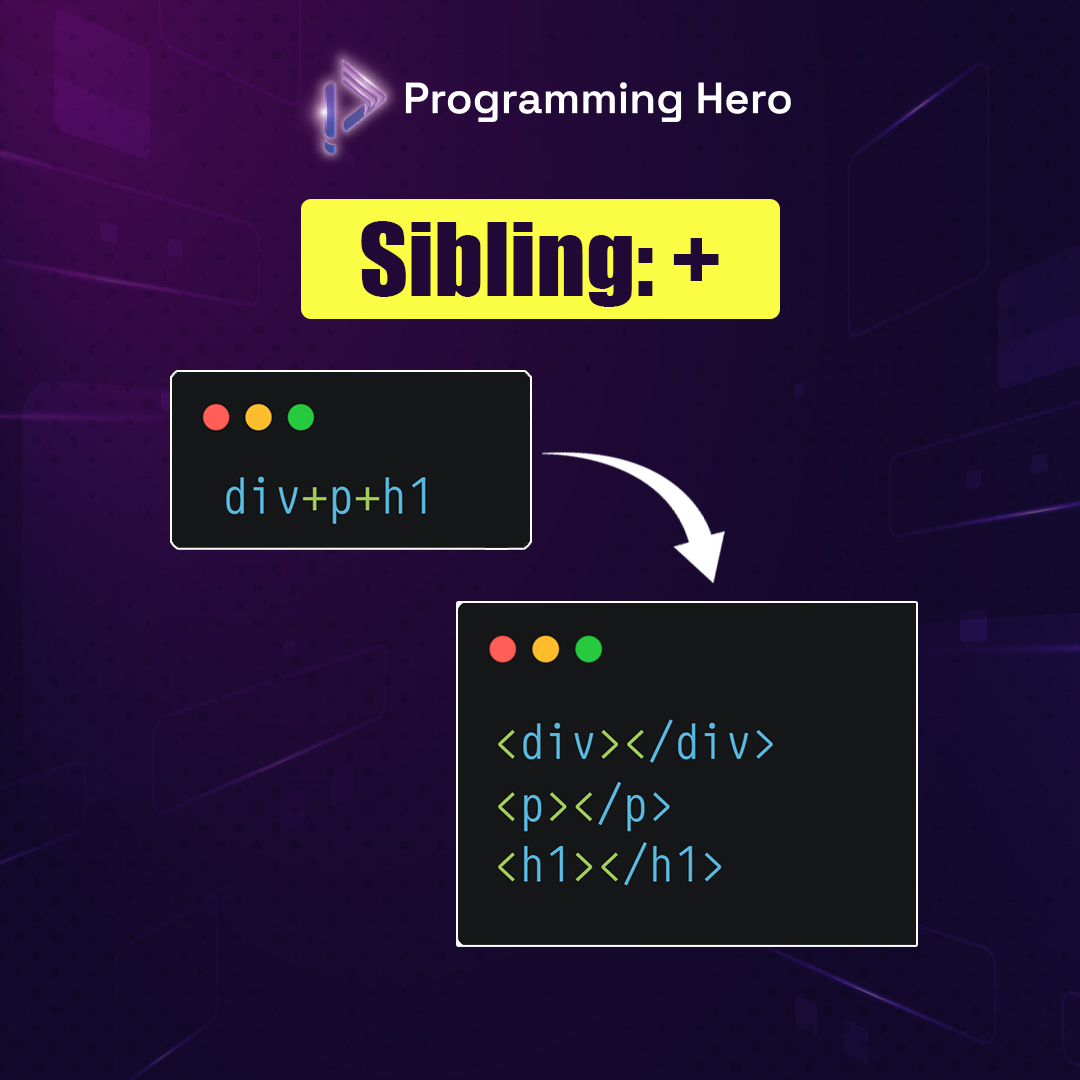 Programming Hero
Sibling: +
div+p+h1
<div></div>
<p></p>
<h1></h1>